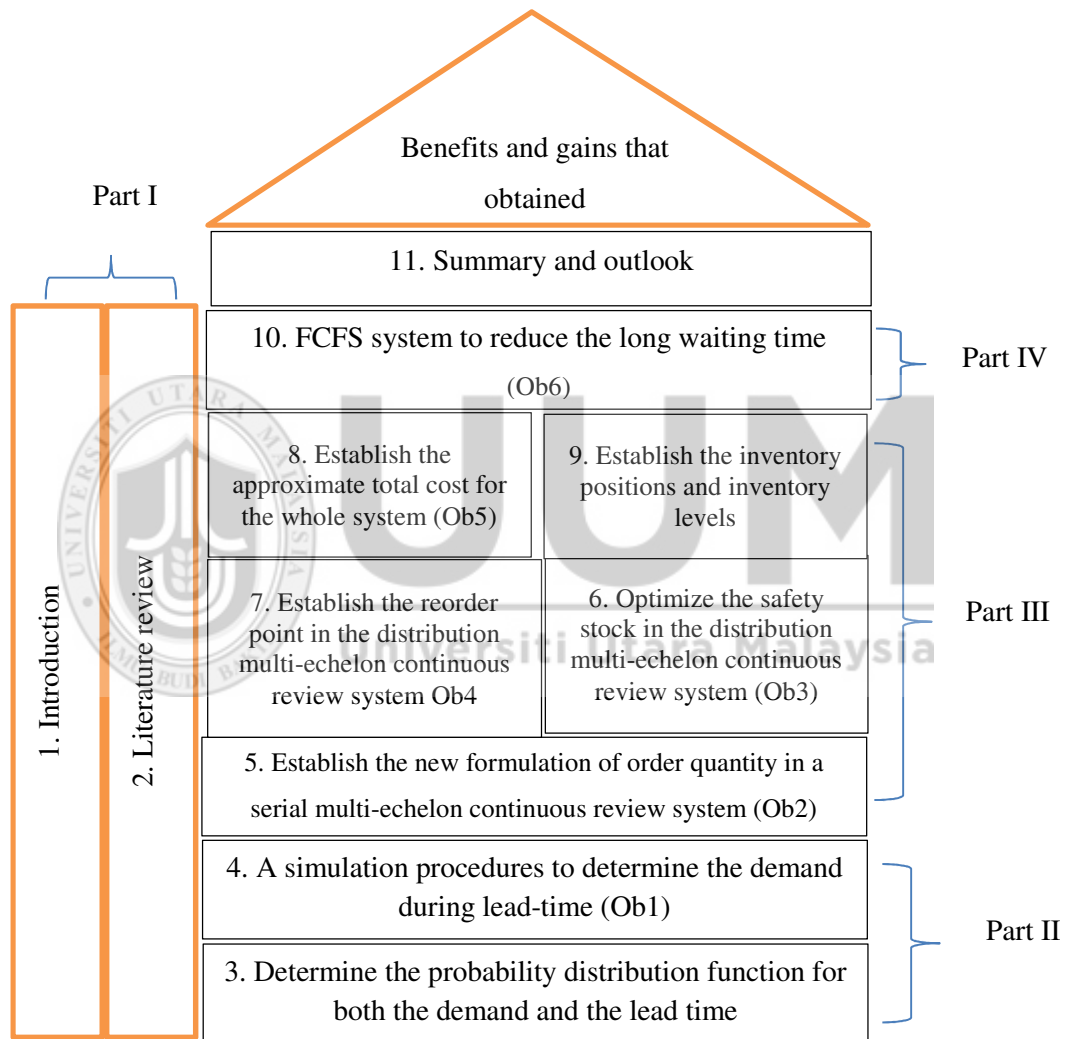 Benefits and gains that
obtained
Part I
11. Summary and outlook
10. FCFS system to reduce the long waiting time
(Ob6)
Part IV
8. Establish the
approximate total cost for
the whole system (Ob5)
9. Establish the inventory
positions and inventory
levels
7. Establish the reorder
point in the distribution
multi-echelon continuous
review system Ob4
6. Optimize the safety
stock in the distribution
multi-echelon continuous
review system (Ob3)
Part III
5. Establish the new formulation of order quantity in a
serial multi-echelon continuous review system (Ob2)
4. A simulation procedures to determine the demand
during lead-time (Ob1)
Part II
3. Determine the probability distribution function for
both the demand and the lead time
1. Introduction
2. Literature review
UUM
Universiti Utara Malaysia
UNIVERSITI UTARA MALAYSIA